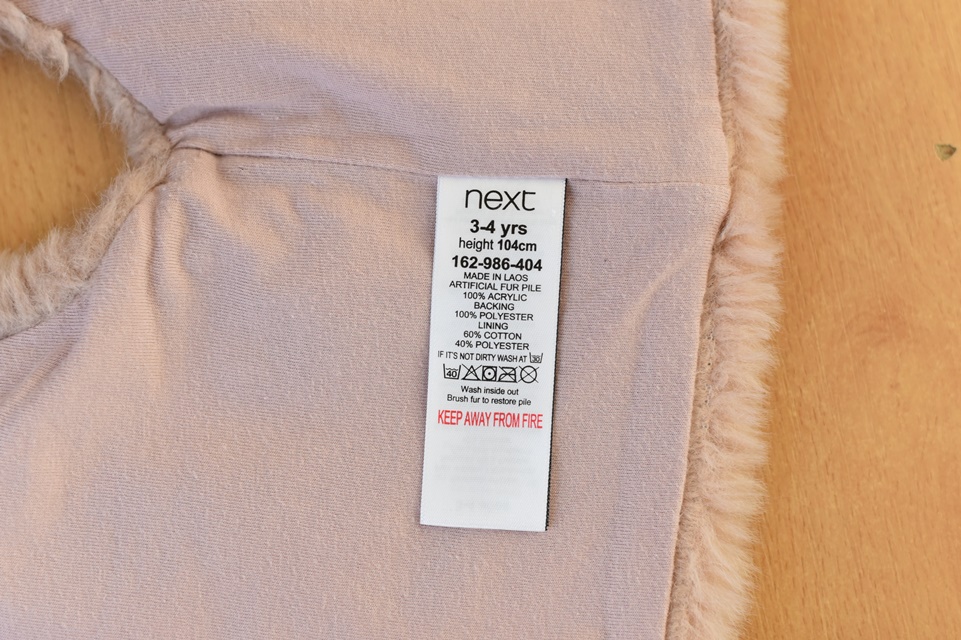 next
3-4 yrs
height 104cm
162-986-404
MADE IN LAOS
ARTIFICIAL FUR PILE
100% ACRYLIC
BACKING
100% POLYESTER
LINING
60% COTTON
40% POLYESTER
IF IT'S NOT DIRTY WASH AT 30
40
Wash inside out
Brush fur to restore pile
KEEP AWAY FROM FIRE